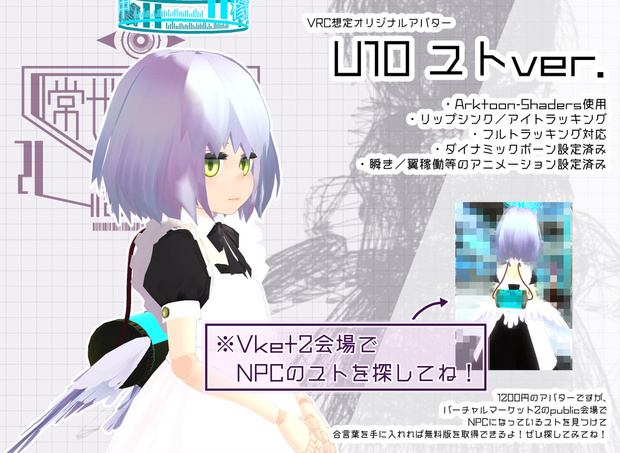 VRC想定オリジナルアバター
U10 ユトver.
・Arktoon-Shaders使用
・リップシンク/アイトラッキング
・フルトラッキング対応
・ダイナミックボーン設定済み
・瞬き/翼稼働等のアニメーション設定済み
※Vket2会場で
NPCのユトを探してね!
1200円のアバターですが、
バーチャルマーケット2のpublic会場で
NPCになっているユトを見つけて
合言葉を手に入れれば無料版を取得できるよ!ぜひ探してみてね!